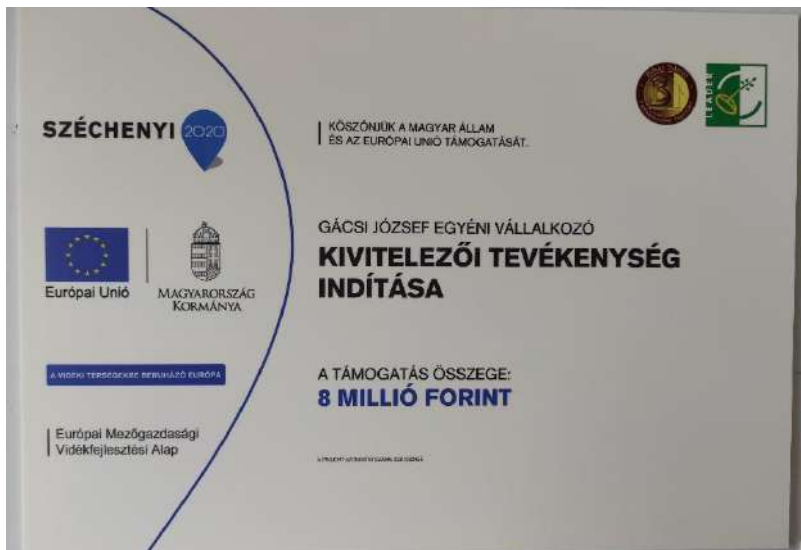 SZÉCHENYI 2020
KÖSZÖNJÜK A MAGYAR ÁLLAM
ÉS AZ EURÓPAI UNIÓ TÁMOGATÁSÁT.
LEADER
Európai Unió
MAGYARORSZÁG
KORMÁNYA
GÁCSI JÓZSEF EGYÉNI VÁLLALKOZÓ
KIVITELEZŐI TEVÉKENYSÉG
INDÍTÁSA
A VIDÉKI TÉRSÉGEKBE BERUHÁZÓ EURÓPA
A TÁMOGATÁS ÖSSZEGE:
8 MILLIÓ FORINT
Európai Mezőgazdasági
Vidékfejlesztési Alap